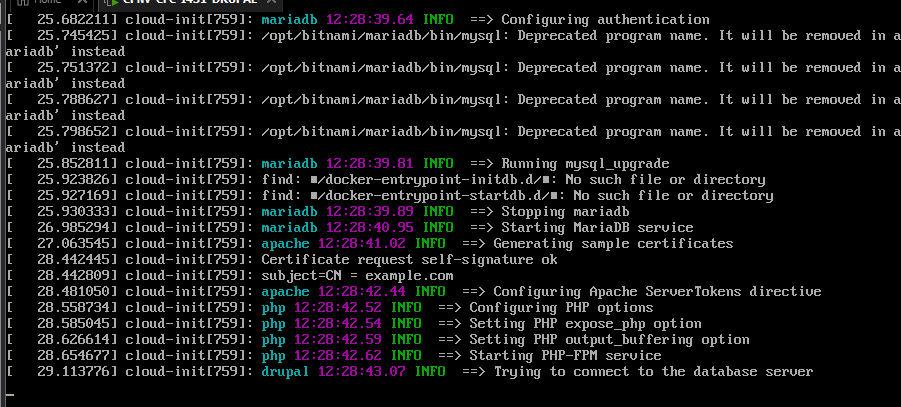 Home
CFNV-CFC-1431-DRUPAL
[   25.682211] cloud-init[759]: mariadb 12:28:39.64 INFO  ==> Configuring authentication
[   25.745425] cloud-init[759]: /opt/bitnami/mariadb/bin/mysql: Deprecated program name. It will be removed in a
ariadb' instead
[   25.751372] cloud-init[759]: /opt/bitnami/mariadb/bin/mysql: Deprecated program name. It will be removed in a
ariadb' instead
[   25.788627] cloud-init[759]: /opt/bitnami/mariadb/bin/mysql: Deprecated program name. It will be removed in a
ariadb' instead
[   25.798652] cloud-init[759]: /opt/bitnami/mariadb/bin/mysql: Deprecated program name. It will be removed in a
ariadb' instead
[   25.852811] cloud-init[759]: mariadb 12:28:39.81 INFO  ==> Running mysql_upgrade
[   25.923826] cloud-init[759]: find: ■/docker-entrypoint-initdb.d/■: No such file or directory
[   25.927169] cloud-init[759]: find: ■/docker-entrypoint-startdb.d/■: No such file or directory
[   25.930333] cloud-init[759]: mariadb 12:28:39.89 INFO  ==> Stopping mariadb
[   26.985294] cloud-init[759]: mariadb 12:28:40.95 INFO  ==> Starting MariaDB service
[   27.063545] cloud-init[759]: apache 12:28:41.02 INFO  ==> Generating sample certificates
[   28.442445] cloud-init[759]: Certificate request self-signature ok
[   28.442809] cloud-init[759]: subject=CN = example.com
[   28.481050] cloud-init[759]: apache 12:28:42.44 INFO  ==> Configuring Apache ServerTokens directive
[   28.558734] cloud-init[759]: php 12:28:42.52 INFO  ==> Configuring PHP options
[   28.585045] cloud-init[759]: php 12:28:42.54 INFO  ==> Setting PHP expose_php option
[   28.626614] cloud-init[759]: php 12:28:42.59 INFO  ==> Setting PHP output_buffering option
[   28.654677] cloud-init[759]: php 12:28:42.62 INFO  ==> Starting PHP-FPM service
[   29.113776] cloud-init[759]: drupal 12:28:43.07 INFO  ==> Trying to connect to the database server